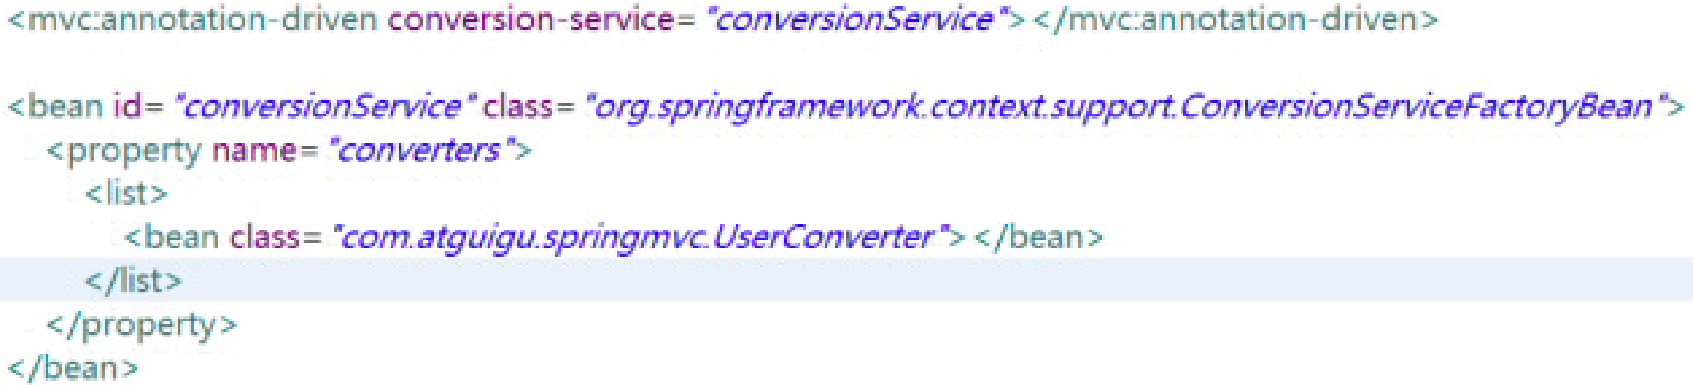 <mvc:annotation-driven conversion-service="conversionService"></mvc:annotation-driven>
<bean id="conversionService" class="org.springframework.context.support.ConversionServiceFactoryBean">
<property name="converters">
<list>
<bean class="com.atguigu.springmvc.UserConverter"></bean>
</list>
</property>
</bean>